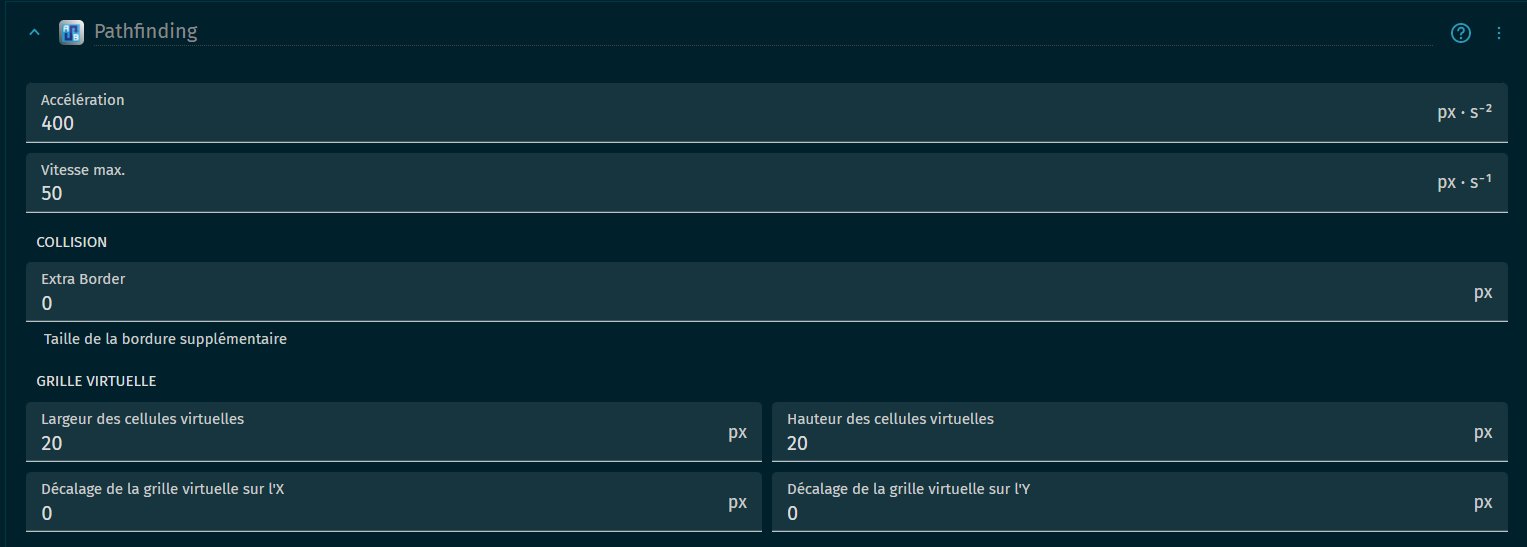 Pathfinding
Accélération
400 px · s⁻²
Vitesse max.
50 px · s⁻¹
COLLISION
Extra Border
0 px
Taille de la bordure supplémentaire
GRILLE VIRTUELLE
Largeur des cellules virtuelles
20 px
Hauteur des cellules virtuelles
20 px
Décalage de la grille virtuelle sur l'X
0 px
Décalage de la grille virtuelle sur l'Y
0 px